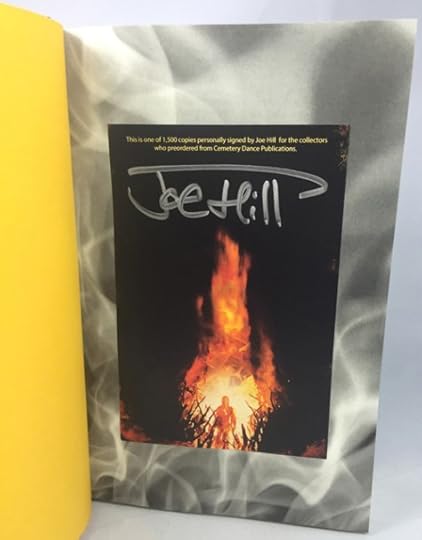 This is one of 1,500 copies personally signed by Joe Hill for the collectors
who preordered from Cemetery Dance Publications.
Joe Hill